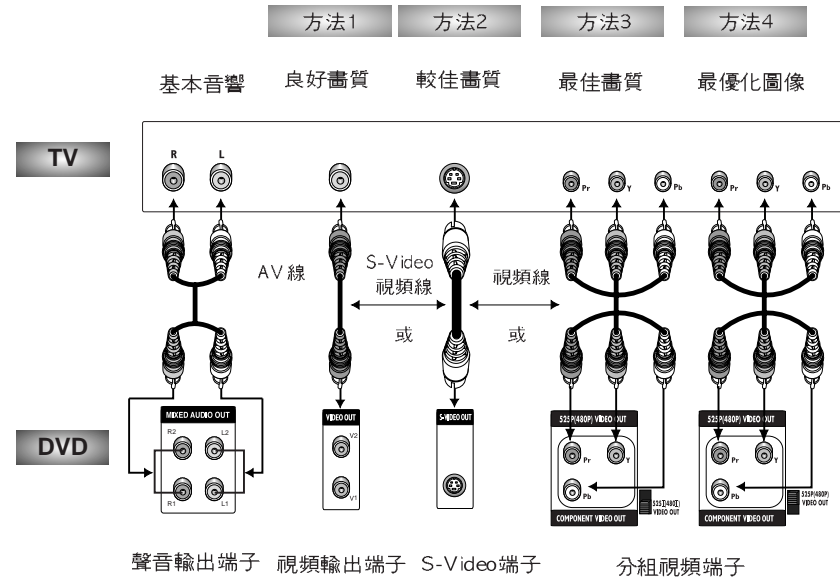 方法1 方法2 方法3 方法4
基本音響 良好畫質 較佳畫質 最佳畫質 最優化圖像
TV
R L
Pr Y Pb Pr Y Pb
AV線
S-Video
視頻線
視頻線
或 或
MIXED AUDIO OUT
R2 L2
R1 L1
VIDEO OUT
V2
V1
S-VIDEO OUT
525P(480P) VIDEO OUT
Pr Y
Pb
525I(480I)
VIDEO OUT
COMPONENT VIDEO OUT
525P(480P) VIDEO OUT
Pr Y
Pb
525P(480P)
VIDEO OUT
COMPONENT VIDEO OUT
DVD
聲音輸出端子 視頻輸出端子 S-Video端子 分組視頻端子